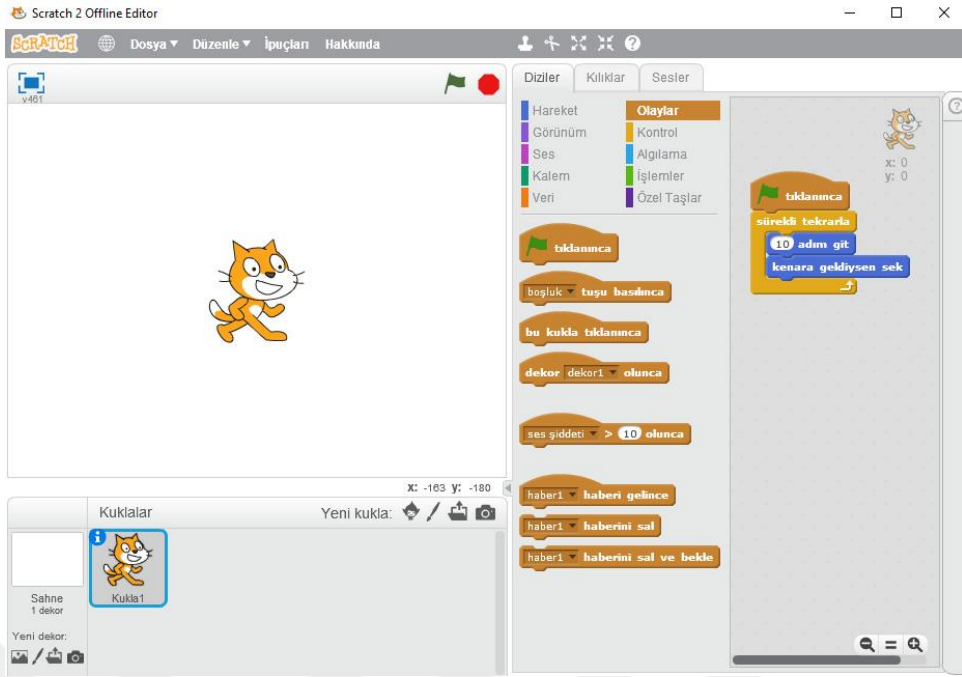 Scratch 2 Offline Editor
SCRATCH Dosya Düzenle İpuçları Hakkında
v461
Diziler Kılıklar Sesler
Hareket Olaylar
Görünüm Kontrol
Ses Algılama
Kalem İşlemler
Veri Özel Taşlar
tıklanınca
boşluk tuşu basılınca
bu kukla tıklanınca
dekor dekor1 olunca
ses şiddeti > 10 olunca
haber1 haberi gelince
haber1 haberini sal
haber1 haberini sal ve bekle
x: 0
y: 0
tıklanınca
sürekli tekrarla
10 adım git
kenara geldiysen sek
X: -163 y: -180
Kuklalar Yeni kukla:
Sahne
1 dekor
Kukla1
Yeni dekor: